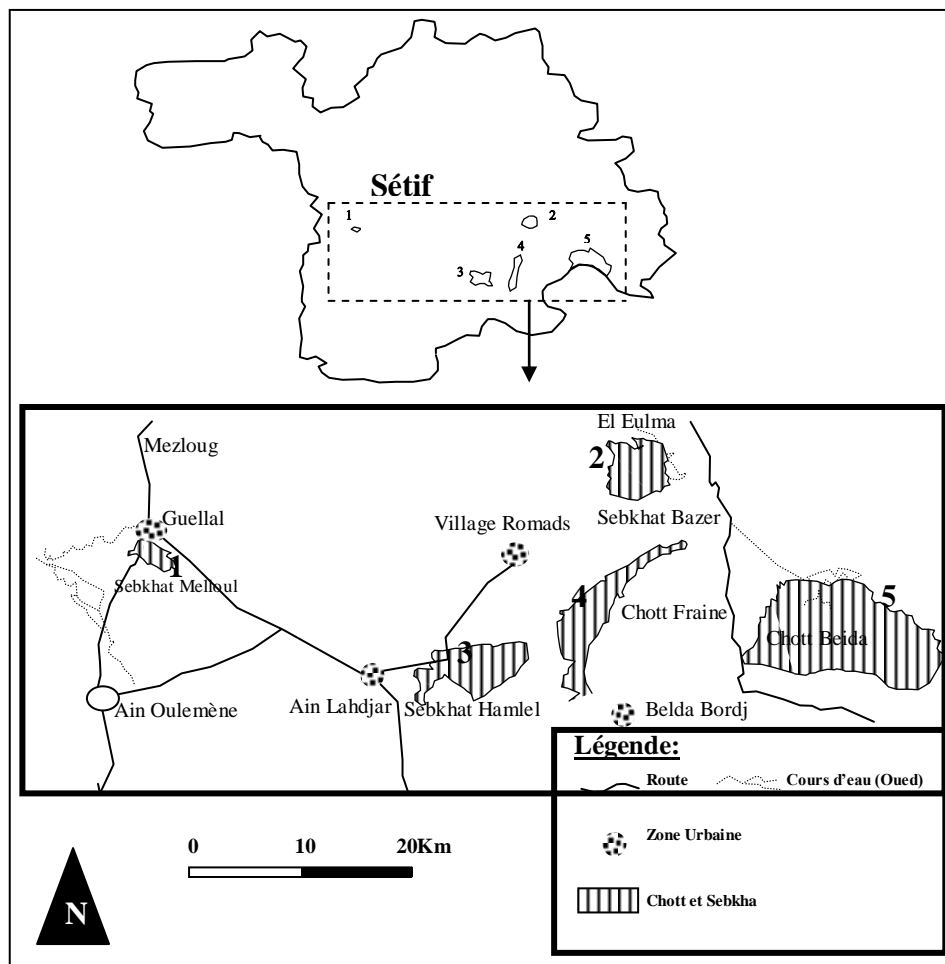 Sétif
1
2
4
5
3
El Eulma
Mezloug
2
Guellal
Sebkhat Bazer
Village Romads
1
Sebkhat Melloul
4
5
Chott Fraine
Chott Beida
3
Ain Oulemène
Ain Lahdjar
Sebkhat Hamlel
Belda Bordj
Légende:
Route
Cours d'eau (Oued)
Zone Urbaine
Chott et Sebkha
0 10 20Km
N